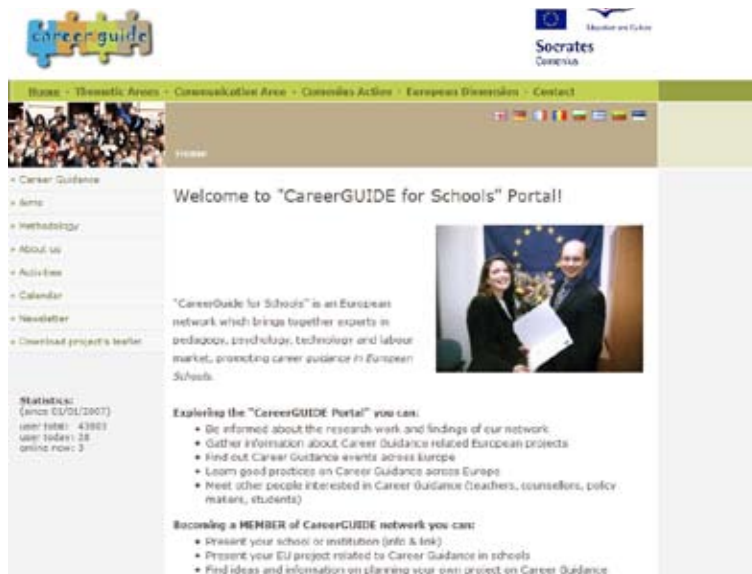 career guide
Education and Culture
Socrates
Comenius
Home - Thematic Areas - Communication Area - Comenius Action - European Dimension - Contact
Home
Career Guidance
Aims
Methodology
About us
Activities
Calendar
Newsletter
Download project's leaflet
Statistics:
(since 01/01/2007)
user total: 43803
user today: 28
online now: 3
Welcome to "CareerGUIDE for Schools" Portal!
"CareerGuide for Schools" is an European
network which brings together experts in
pedagogy, psychology, technology and labour
market, promoting career guidance in European
Schools.
Exploring the "CareerGUIDE Portal" you can:
• Be informed about the research work and findings of our network
• Gather information about Career Guidance related European projects
• Find out Career Guidance events across Europe
• Learn good practices on Career Guidance across Europe
• Meet other people interested in Career Guidance (teachers, counsellors, policy
makers, students)
Becoming a MEMBER of CareerGUIDE network you can:
• Present your school or institution (info & link)
• Present your EU project related to Career Guidance in schools
• Find ideas and information on planning your own project on Career Guidance